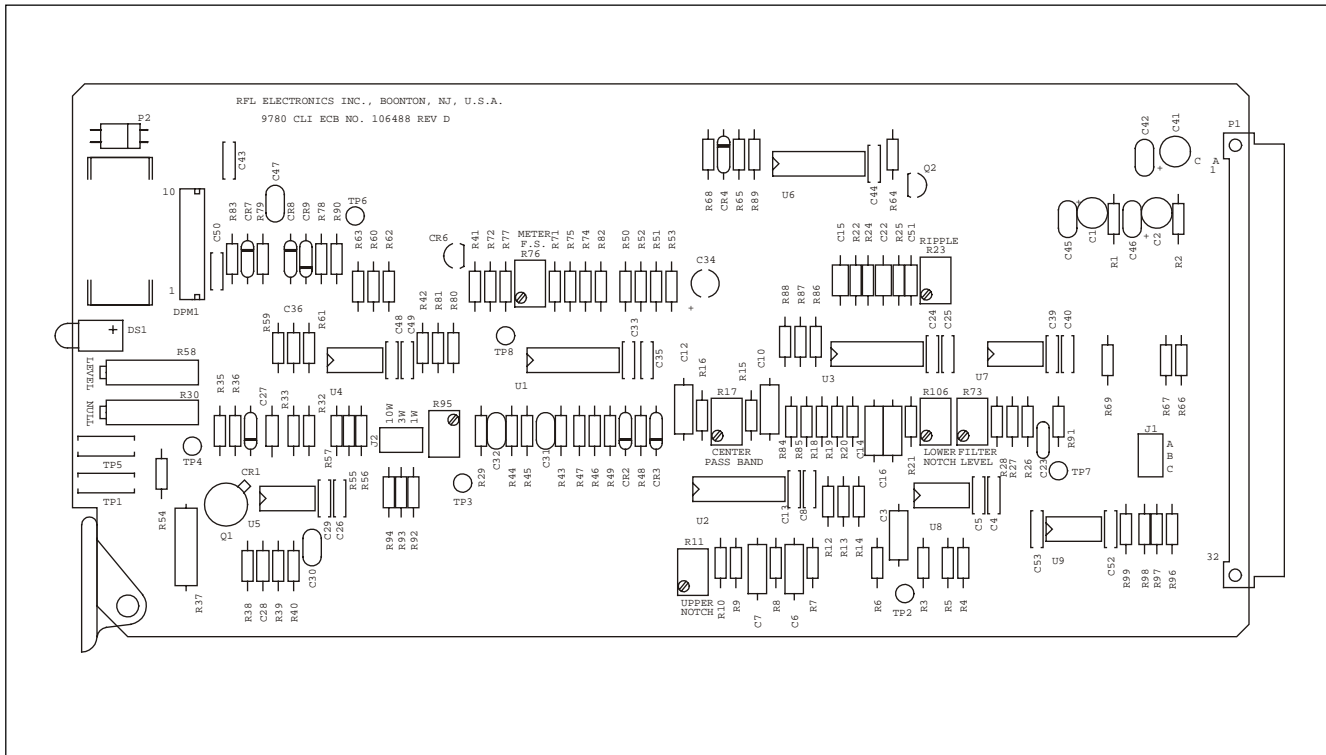 RFL ELECTRONICS INC., BOONTON, NJ, U.S.A.
9780 CLI ECB NO. 106488 REV D
P2
C43
C47
10
1
DPM1
C50
R83
CR7
R79
CR8
CR9
R78
R90
TP6
R63
R60
R62
CR6
R41
R72
R77
METER
F.S.
R76
R71
R75
R74
R82
R50
R52
R51
R53
C34
+
R68
CR4
R65
R89
U6
C44
R64
Q2
C15
R22
R24
C22
R25
C51
RIPPLE
R23
C42
C41
+
P1
C
A
1
C45
+
C1
R1
C46
+
C2
R2
+
DS1
R59
C36
R61
C48
C49
U4
R42
R81
R80
TP8
U1
C33
C35
R88
R87
R86
U3
C24
C25
U7
C39
C40
R69
R67
R66
LEVEL
R58
NULL
R30
TP5
TP1
R35
R36
C27
R33
R32
CR1
TP4
R57
R55
R56
J2
10W
3W
1W
R95
R29
C32
R44
R45
C31
R43
R47
R46
R49
CR2
R48
CR3
C12
R16
R17
CENTER
PASS BAND
R15
C10
R84
R85
R18
R19
R20
C14
C16
R21
R106
LOWER
NOTCH
R73
FILTER
LEVEL
R28
R27
R26
C23
R91
TP7
J1
A
B
C
R54
Q1
U5
C29
C26
R94
R93
R92
TP3
U2
C13
C8
R12
R13
R14
C3
U8
C5
C4
C53
U9
C52
R99
R98
R97
R96
32
R37
R38
C28
R39
R40
C30
R11
UPPER
NOTCH
R10
R9
C7
R8
C6
R7
R6
TP2
R3
R5
R4